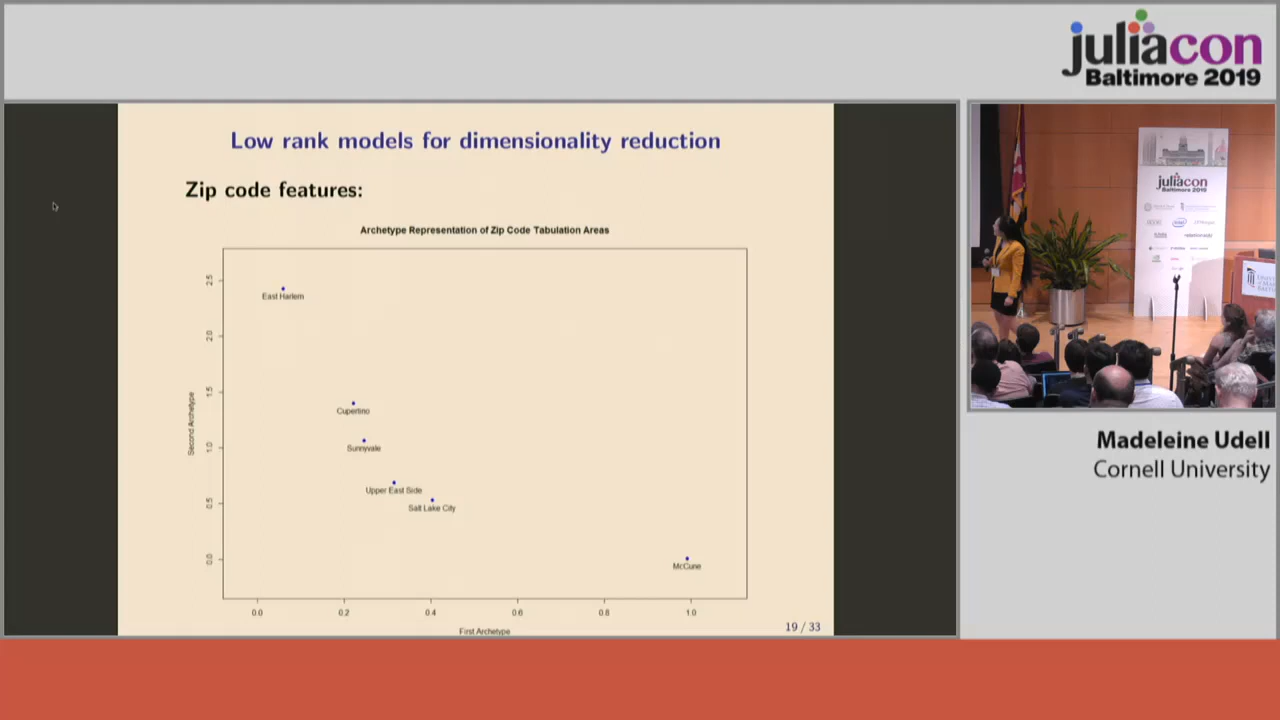 juliacon
Baltimore 2019
Low rank models for dimensionality reduction
Zip code features:
Archetype Representation of Zip Code Tabulation Areas
2.5
2.0
1.5
1.0
0.5
0.0
Second Archetype
East Harlem
Cupertino
Sunnyvale
Upper East Side
Salt Lake City
McCune
0.0 0.2 0.4 0.6 0.8 1.0
First Archetype
19 / 33
juliacon
Baltimore 2019
Madeleine Udell
Cornell University